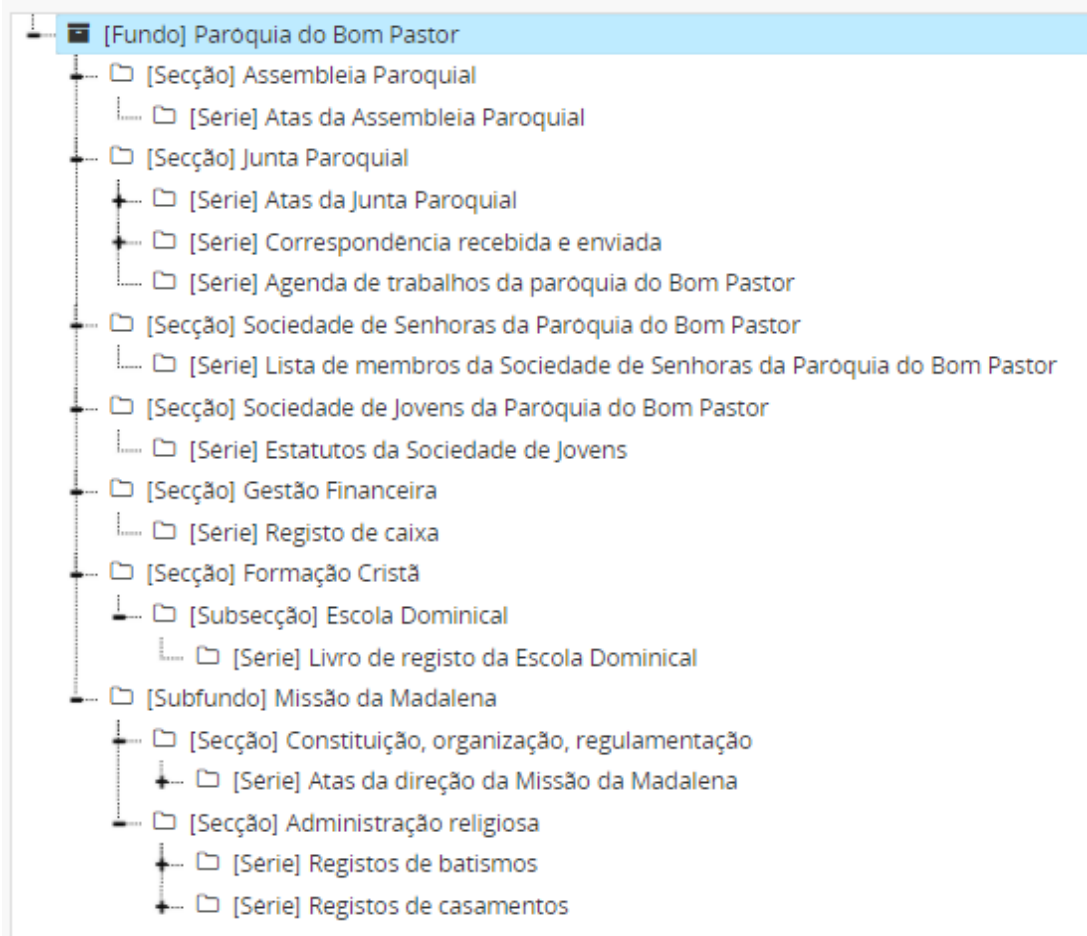 [Fundo] Paróquia do Bom Pastor
[Secção] Assembleia Paroquial
[Série] Atas da Assembleia Paroquial
[Secção] Junta Paroquial
[Série] Atas da Junta Paroquial
[Série] Correspondência recebida e enviada
[Série] Agenda de trabalhos da paróquia do Bom Pastor
[Secção] Sociedade de Senhoras da Paróquia do Bom Pastor
[Série] Lista de membros da Sociedade de Senhoras da Paróquia do Bom Pastor
[Secção] Sociedade de Jovens da Paróquia do Bom Pastor
[Série] Estatutos da Sociedade de Jovens
[Secção] Gestão Financeira
[Série] Registo de caixa
[Secção] Formação Cristã
[Subsecção] Escola Dominical
[Série] Livro de registo da Escola Dominical
[Subfundo] Missão da Madalena
[Secção] Constituição, organização, regulamentação
[Série] Atas da direção da Missão da Madalena
[Secção] Administração religiosa
[Série] Registos de batismos
[Série] Registos de casamentos